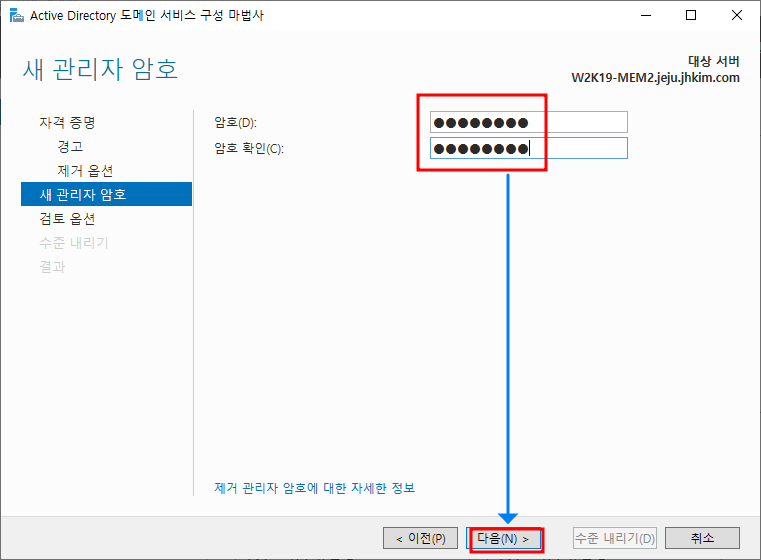 Active Directory 도메인 서비스 구성 마법사
새 관리자 암호
대상 서버
W2K19-MEM2.jeju.jhkim.com
자격 증명
경고
제거 옵션
새 관리자 암호
검토 옵션
수준 내리기
결과
암호(D): ●●●●●●●●
암호 확인(C): ●●●●●●●●
제거 관리자 암호에 대한 자세한 정보
< 이전(P) 다음(N) > 수준 내리기(D) 취소